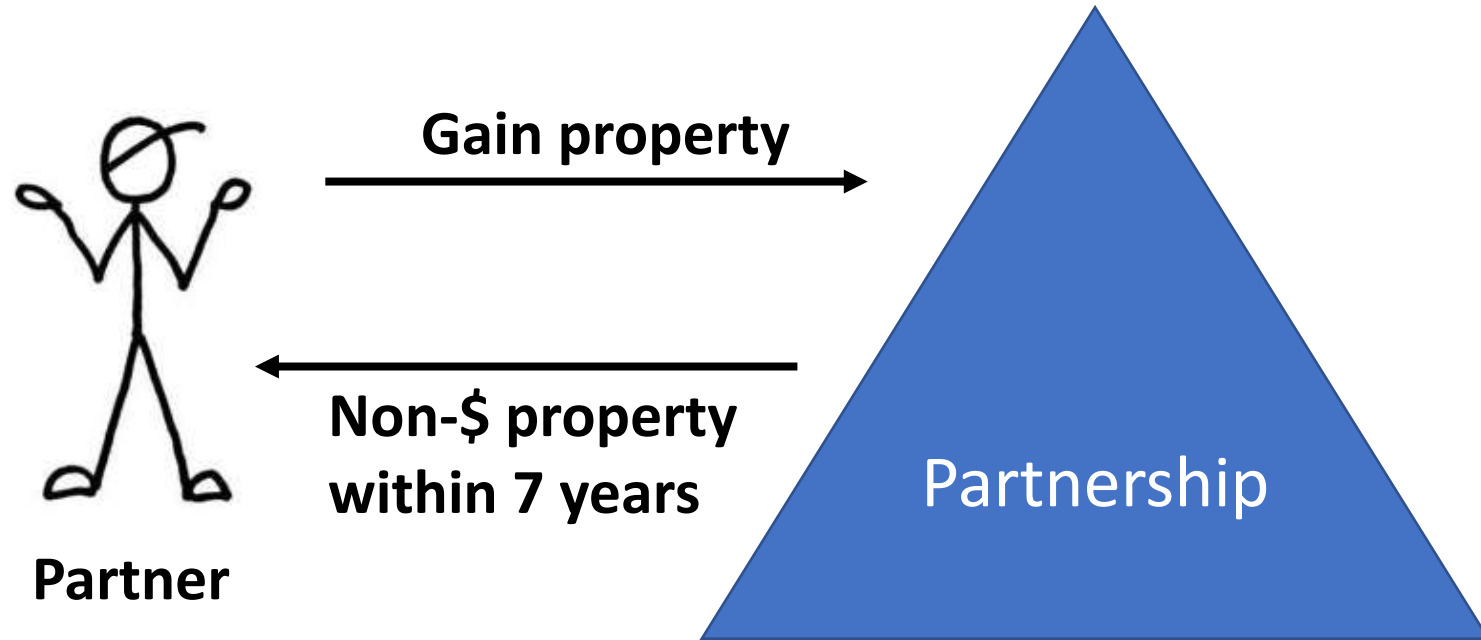 Gain property
Non-$ property
within 7 years
Partner
Partnership